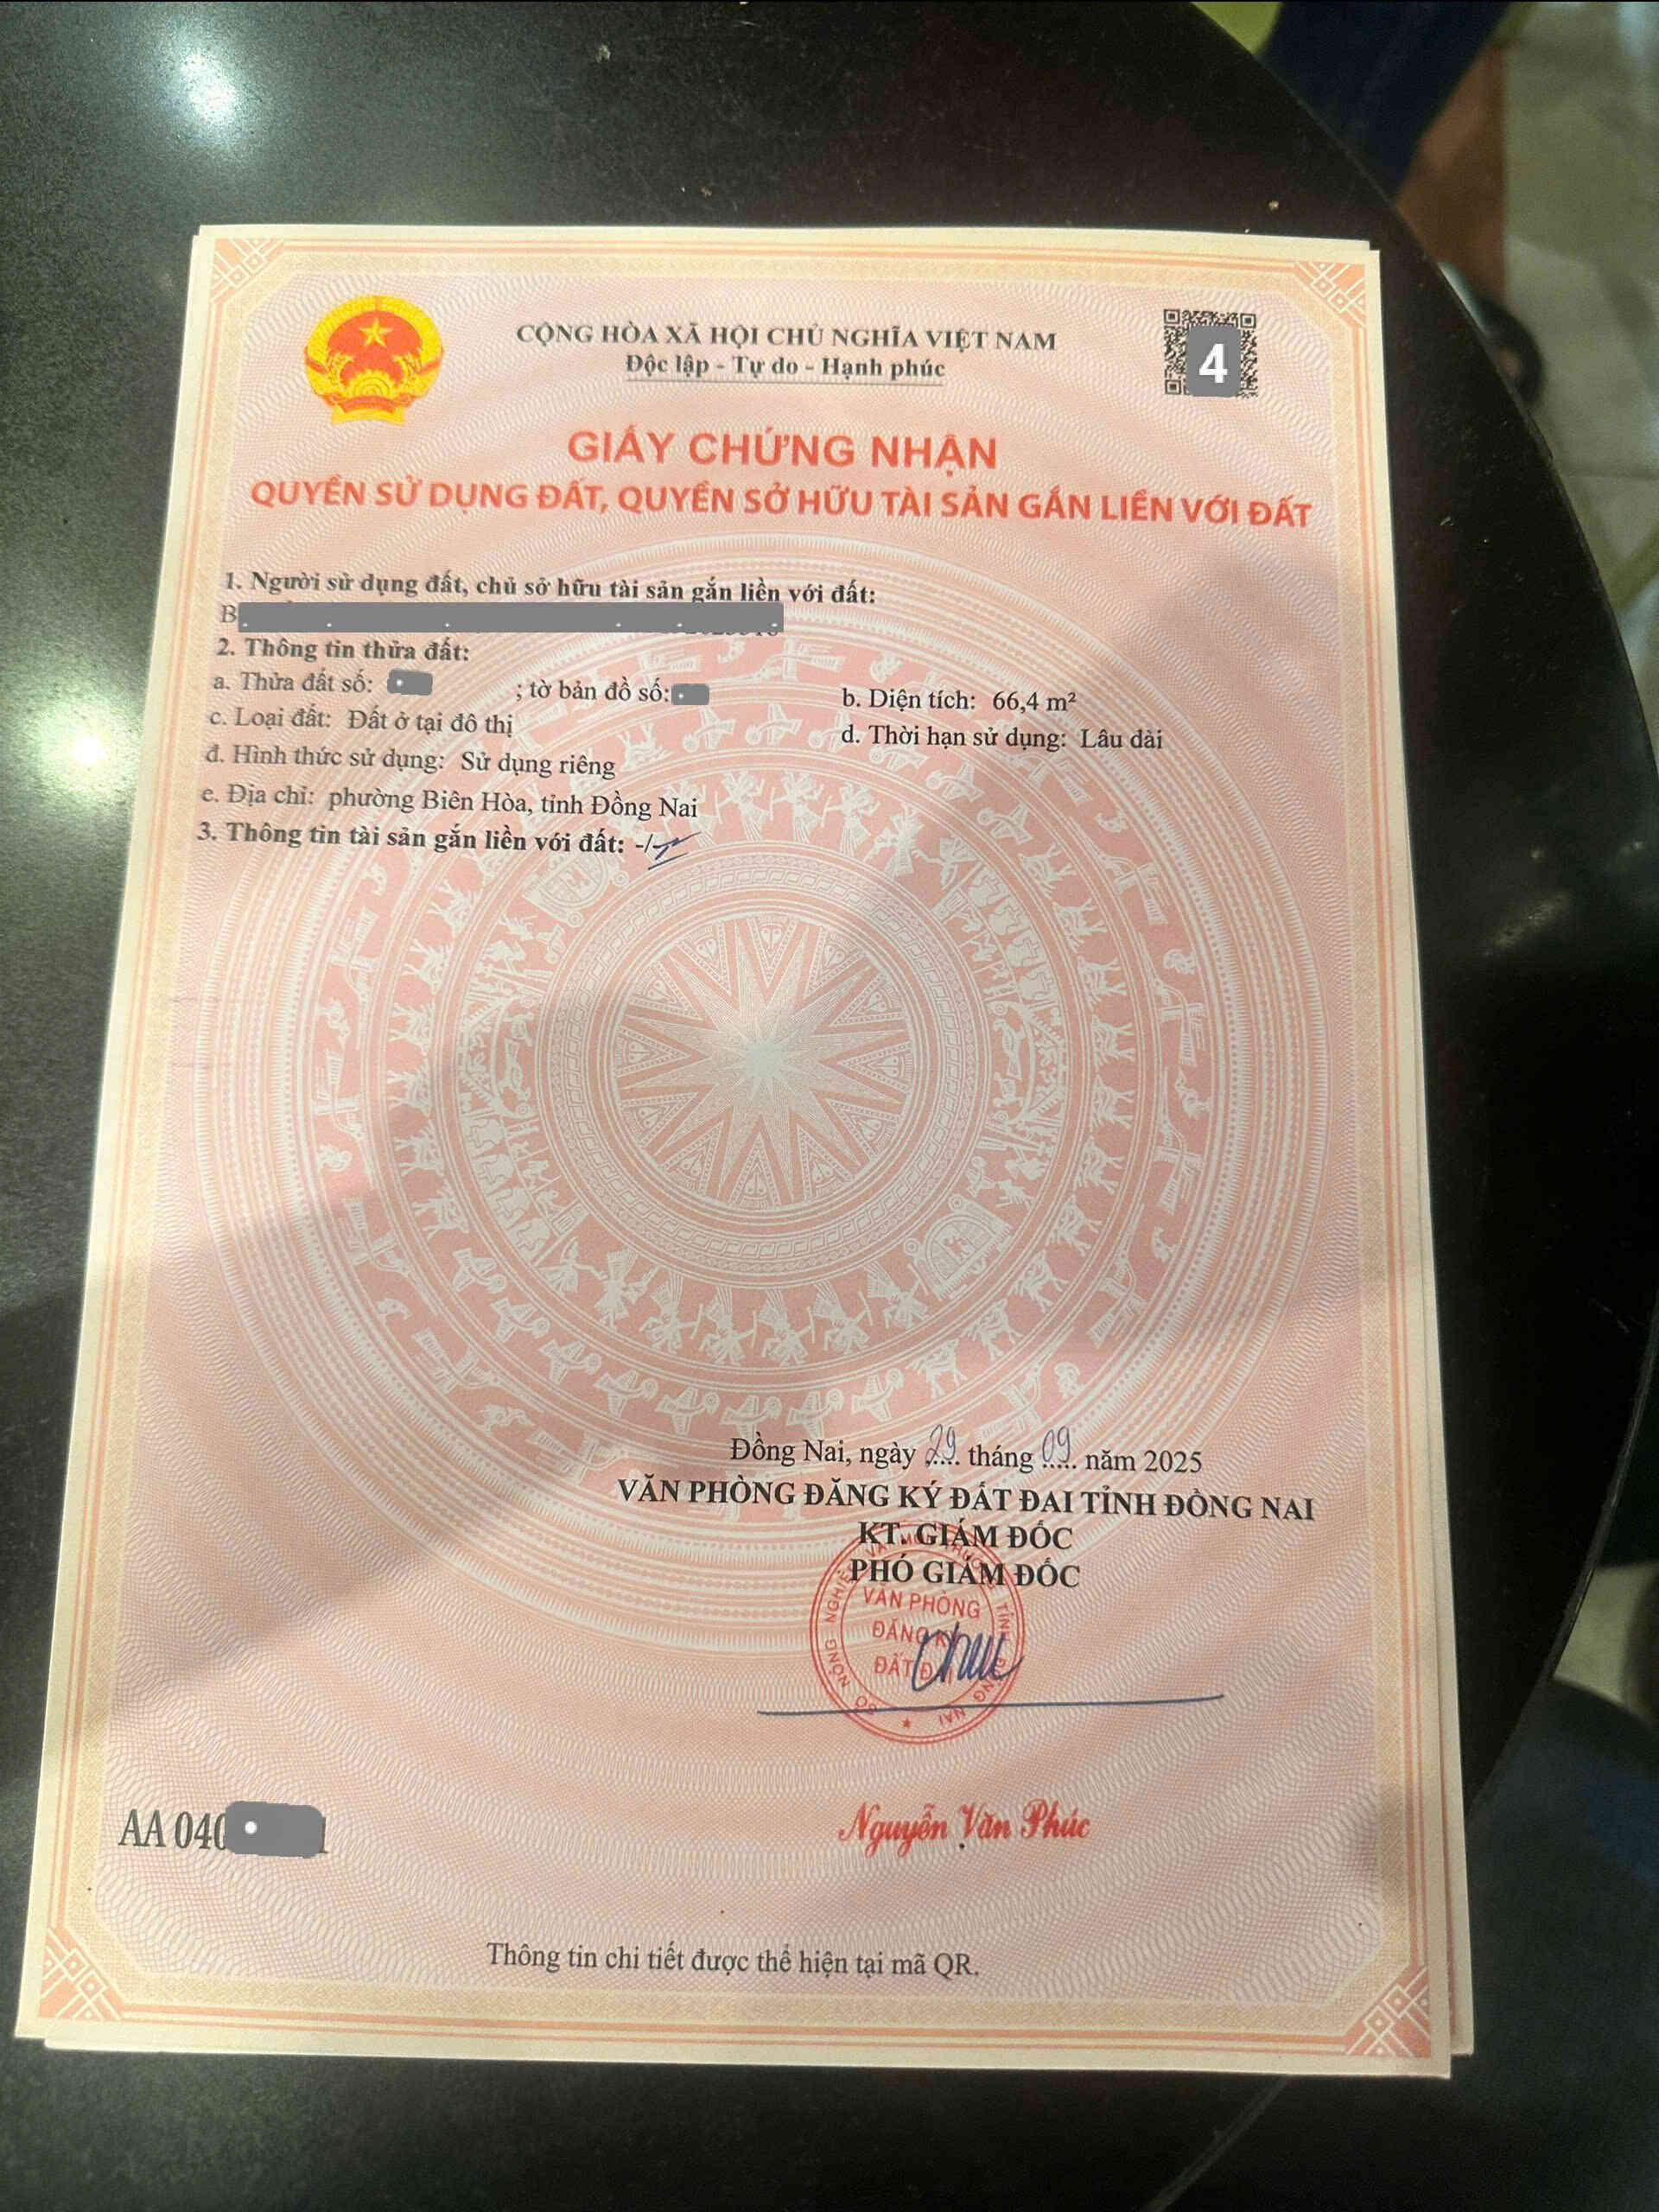 CỘNG HÒA XÃ HỘI CHỦ NGHĨA VIỆT NAM
Độc lập - Tự do - Hạnh phúc
4
GIẤY CHỨNG NHẬN
QUYỀN SỬ DỤNG ĐẤT, QUYỀN SỞ HỮU TÀI SẢN GẮN LIỀN VỚI ĐẤT
1. Người sử dụng đất, chủ sở hữu tài sản gắn liền với đất:
B
2. Thông tin thửa đất:
a. Thửa đất số: ; tờ bản đồ số: b. Diện tích: 66,4 m²
c. Loại đất: Đất ở tại đô thị d. Thời hạn sử dụng: Lâu dài
đ. Hình thức sử dụng: Sử dụng riêng
e. Địa chỉ: phường Biên Hòa, tỉnh Đồng Nai
3. Thông tin tài sản gắn liền với đất: -/-
Đồng Nai, ngày 29 tháng 09 năm 2025
VĂN PHÒNG ĐĂNG KÝ ĐẤT ĐAI TỈNH ĐỒNG NAI
KT. GIÁM ĐỐC
PHÓ GIÁM ĐỐC
VĂN PHÒNG
ĐĂNG KÝ
ĐẤT ĐAI
AA 040 1
Nguyễn Văn Phúc
Thông tin chi tiết được thể hiện tại mã QR.